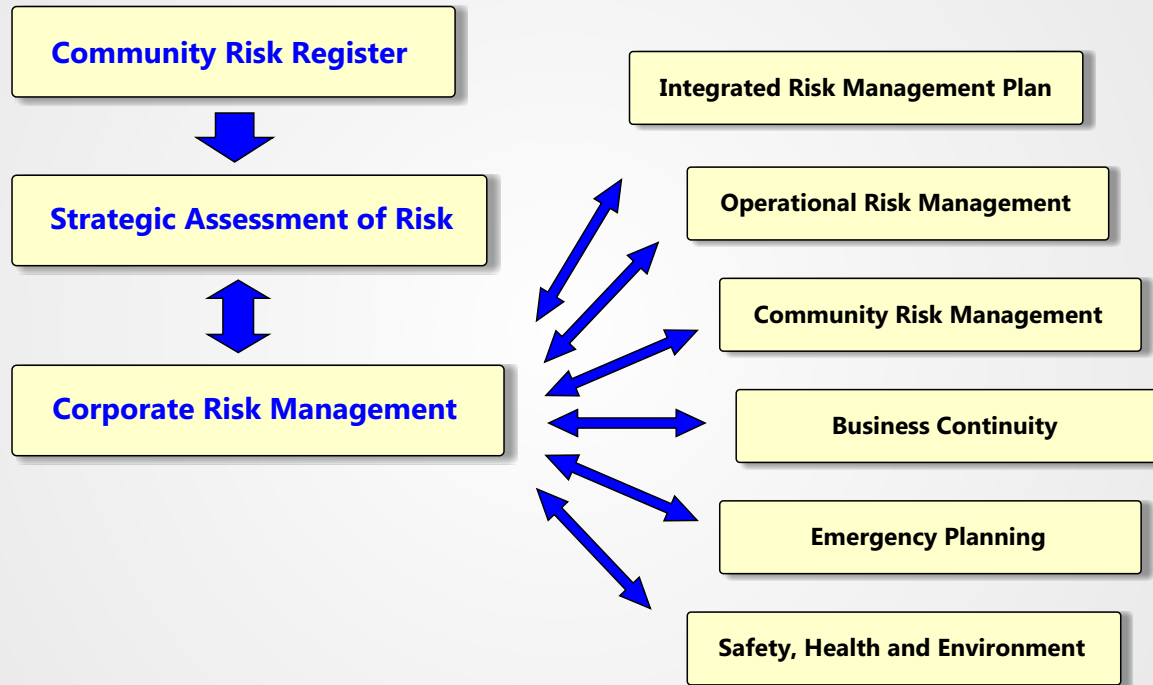 Community Risk Register
Strategic Assessment of Risk
Corporate Risk Management
Integrated Risk Management Plan
Operational Risk Management
Community Risk Management
Business Continuity
Emergency Planning
Safety, Health and Environment